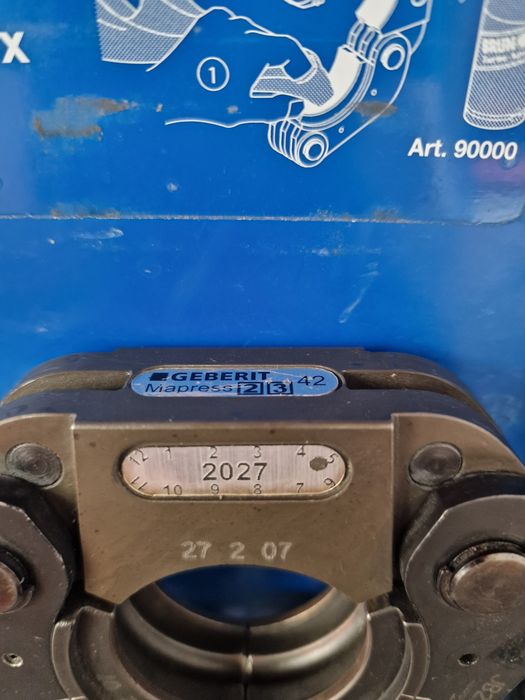 x
1
BRUN
Art. 90000
GEBERIT
Mapress 2 3 42
12 1 2 3 4 5
2027
11 10 9 8 7 6
27 2 07